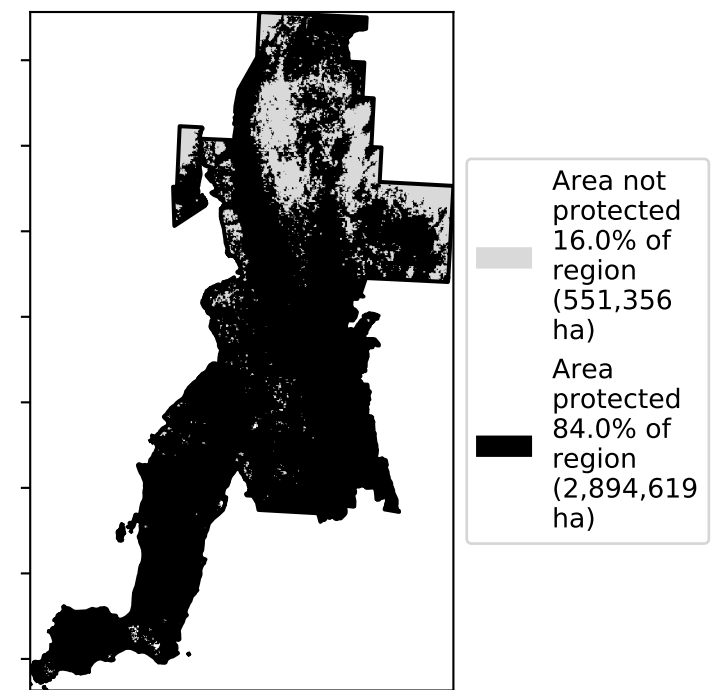 Area not
protected
16.0% of
region
(551,356
ha)
Area
protected
84.0% of
region
(2,894,619
ha)